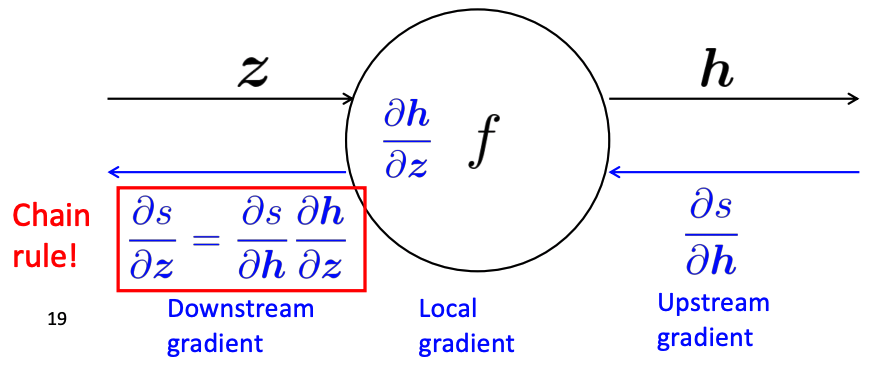 z
h
∂h/∂z
f
Chain
rule!
∂s/∂z = ∂s/∂h ∂h/∂z
∂s/∂h
19
Downstream
gradient
Local
gradient
Upstream
gradient